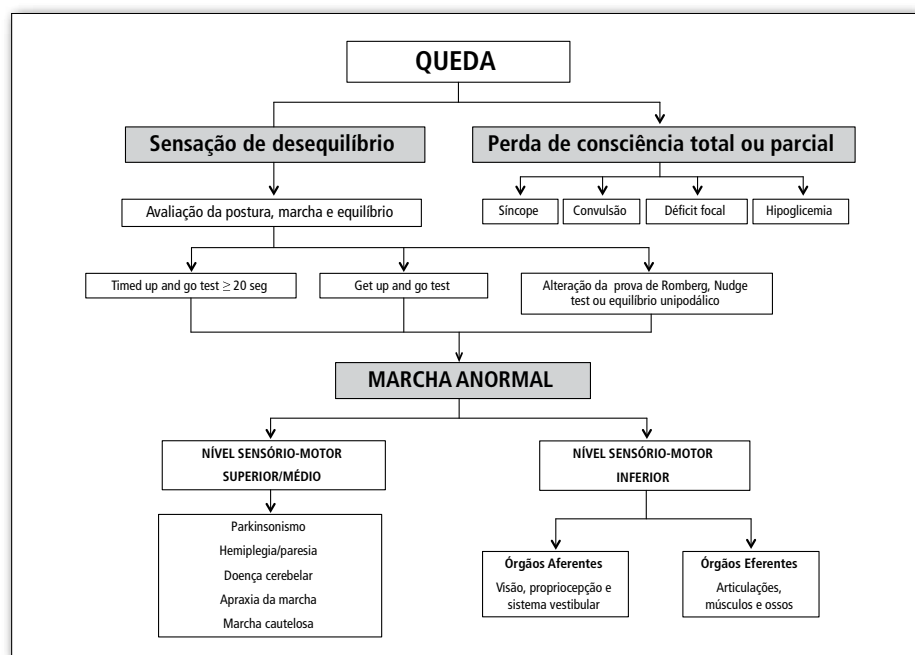 QUEDA
Sensação de desequilíbrio
Perda de consciência total ou parcial
Avaliação da postura, marcha e equilíbrio
Síncope
Convulsão
Déficit focal
Hipoglicemia
Timed up and go test ≥ 20 seg
Get up and go test
Alteração da prova de Romberg, Nudge
test ou equilíbrio unipodálico
MARCHA ANORMAL
NÍVEL SENSÓRIO-MOTOR
SUPERIOR/MÉDIO
NÍVEL SENSÓRIO-MOTOR
INFERIOR
Parkinsonismo
Hemiplegia/paresia
Doença cerebelar
Apraxia da marcha
Marcha cautelosa
Órgãos Aferentes
Visão, propriocepção e
sistema vestibular
Órgãos Eferentes
Articulações,
músculos e ossos